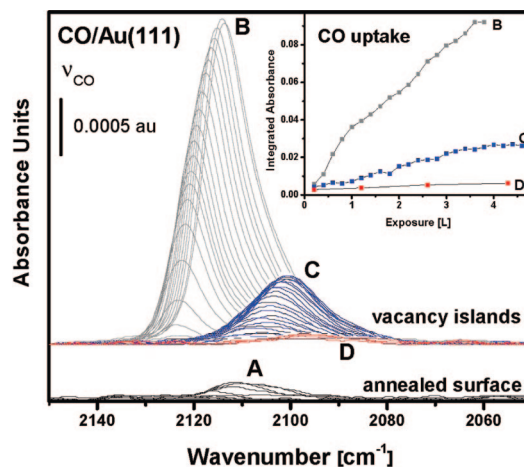 CO/Au(111)
B
ν_CO
0.0005 au
Absorbance Units
C
vacancy islands
D
A
annealed surface
2140 2120 2100 2080 2060
Wavenumber [cm⁻¹]
CO uptake
B
C
D
Integrated Absorbance
0.08
0.06
0.04
0.02
0.00
0 1 2 3 4
Exposure [L]